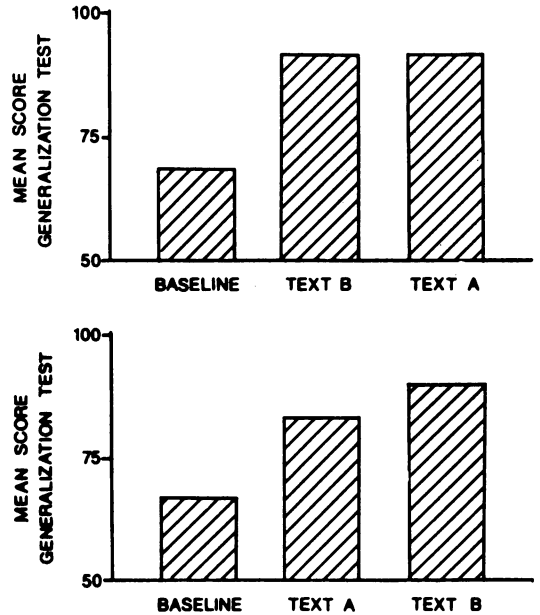 100
75
50
MEAN SCORE
GENERALIZATION TEST
BASELINE TEXT B TEXT A
100
75
50
MEAN SCORE
GENERALIZATION TEST
BASELINE TEXT A TEXT B